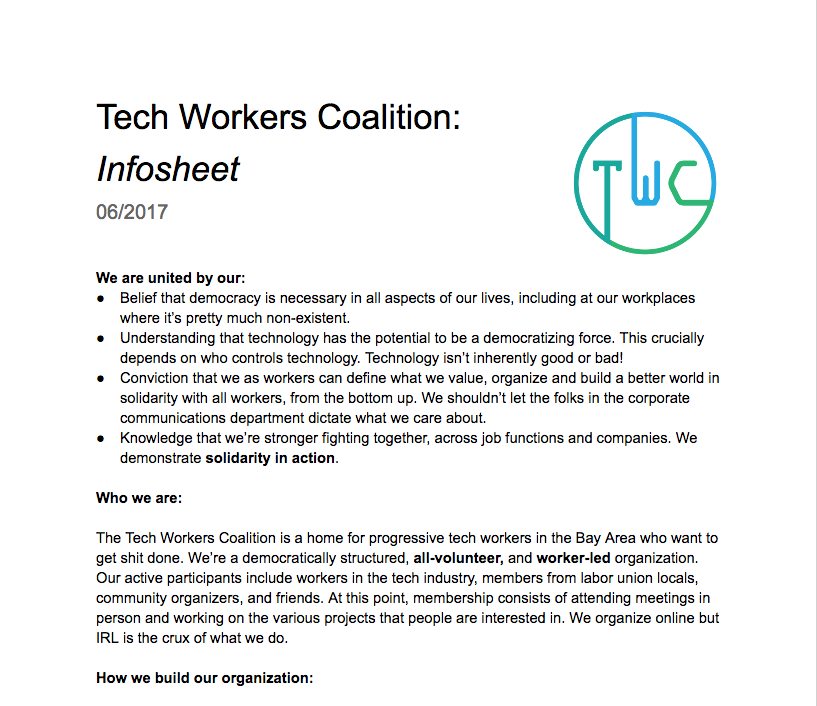 Tech Workers Coalition:
Infosheet
06/2017
TWC
We are united by our:
● Belief that democracy is necessary in all aspects of our lives, including at our workplaces
where it's pretty much non-existent.
● Understanding that technology has the potential to be a democratizing force. This crucially
depends on who controls technology. Technology isn't inherently good or bad!
● Conviction that we as workers can define what we value, organize and build a better world in
solidarity with all workers, from the bottom up. We shouldn't let the folks in the corporate
communications department dictate what we care about.
● Knowledge that we're stronger fighting together, across job functions and companies. We
demonstrate solidarity in action.
Who we are:
The Tech Workers Coalition is a home for progressive tech workers in the Bay Area who want to
get shit done. We're a democratically structured, all-volunteer, and worker-led organization.
Our active participants include workers in the tech industry, members from labor union locals,
community organizers, and friends. At this point, membership consists of attending meetings in
person and working on the various projects that people are interested in. We organize online but
IRL is the crux of what we do.
How we build our organization: